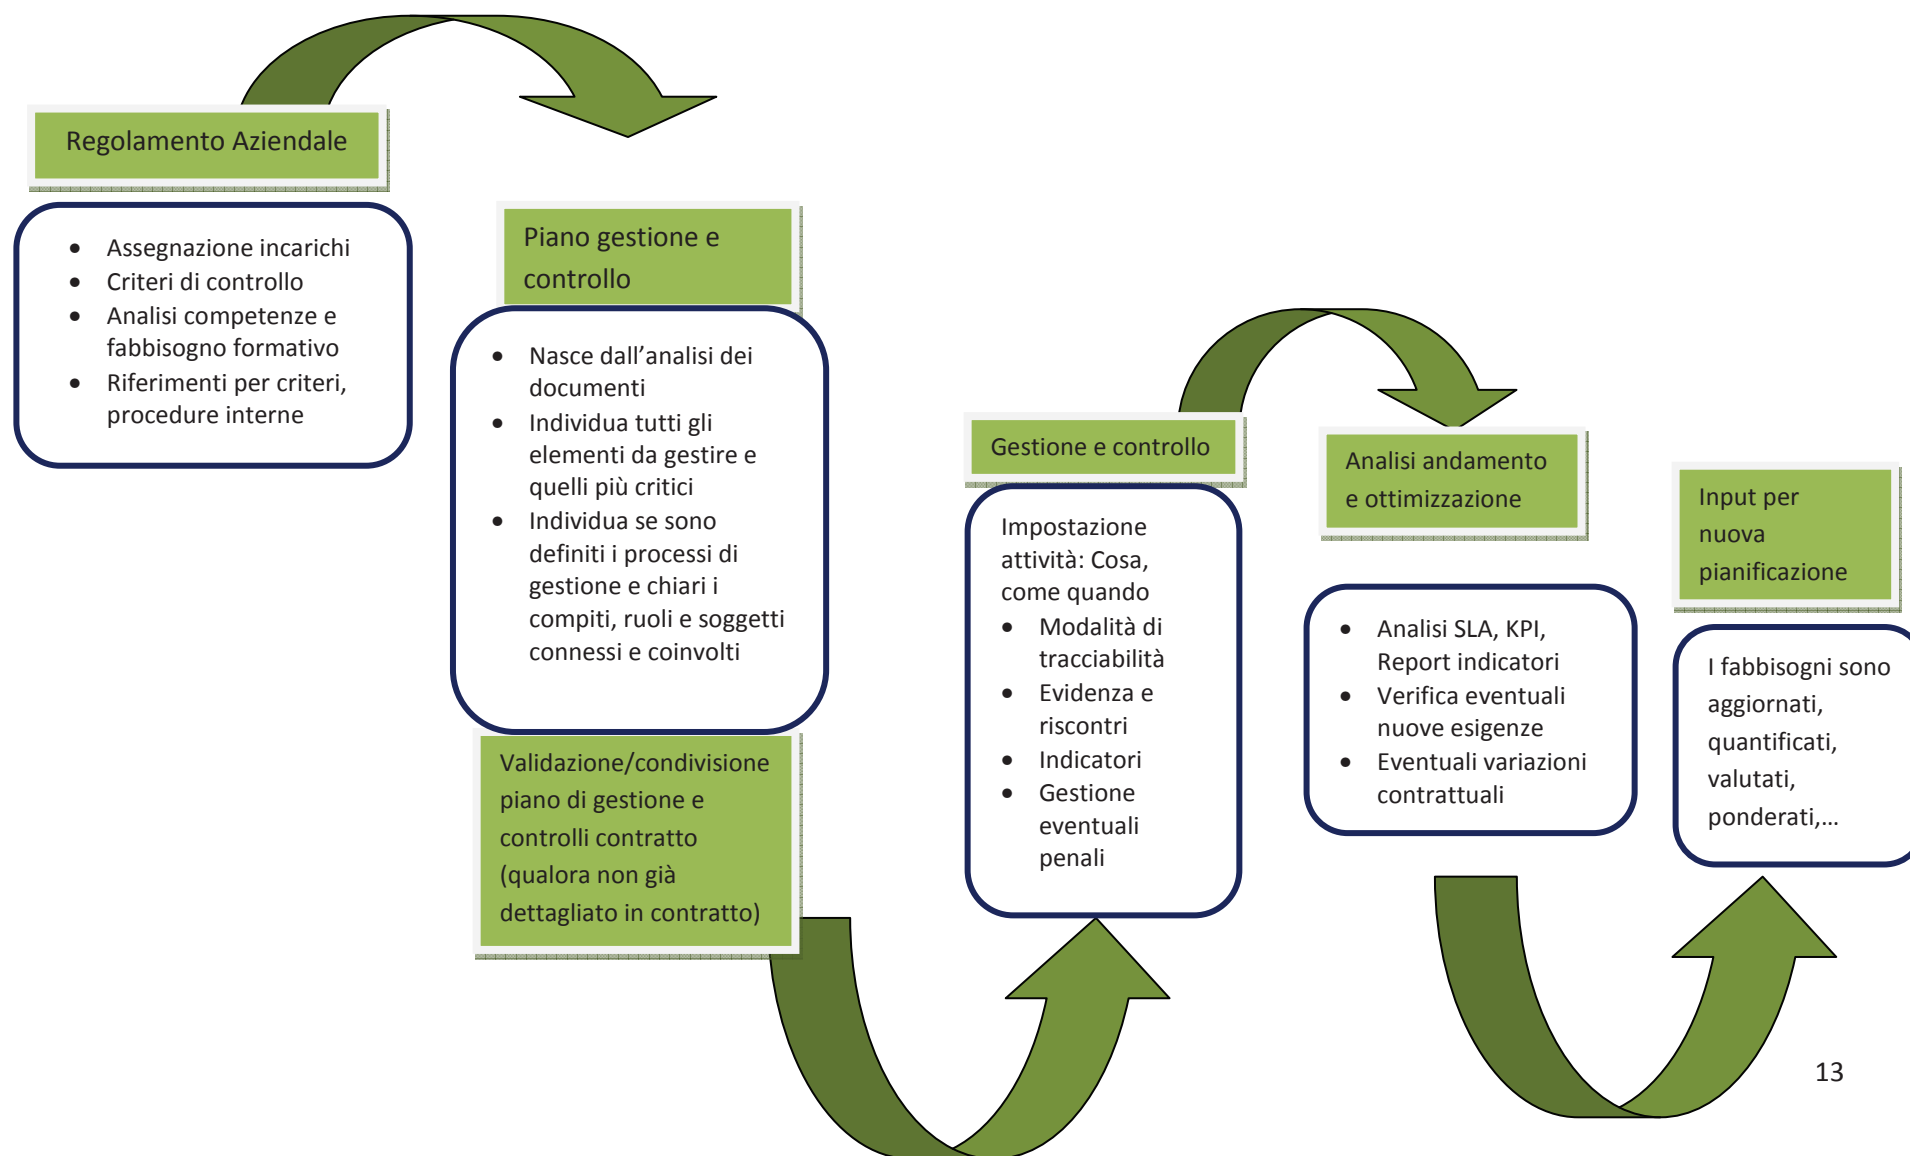 Regolamento Aziendale
• Assegnazione incarichi
• Criteri di controllo
• Analisi competenze e
fabbisogno formativo
• Riferimenti per criteri,
procedure interne
Piano gestione e
controllo
• Nasce dall’analisi dei
documenti
• Individua tutti gli
elementi da gestire e
quelli più critici
• Individua se sono
definiti i processi di
gestione e chiari i
compiti, ruoli e soggetti
connessi e coinvolti
Validazione/condivisione
piano di gestione e
controlli contratto
(qualora non già
dettagliato in contratto)
Gestione e controllo
Impostazione
attività: Cosa,
come quando
• Modalità di
tracciabilità
• Evidenza e
riscontri
• Indicatori
• Gestione
eventuali
penali
Analisi andamento
e ottimizzazione
• Analisi SLA, KPI,
Report indicatori
• Verifica eventuali
nuove esigenze
• Eventuali variazioni
contrattuali
Input per
nuova
pianificazione
I fabbisogni sono
aggiornati,
quantificati,
valutati,
ponderati,…
13